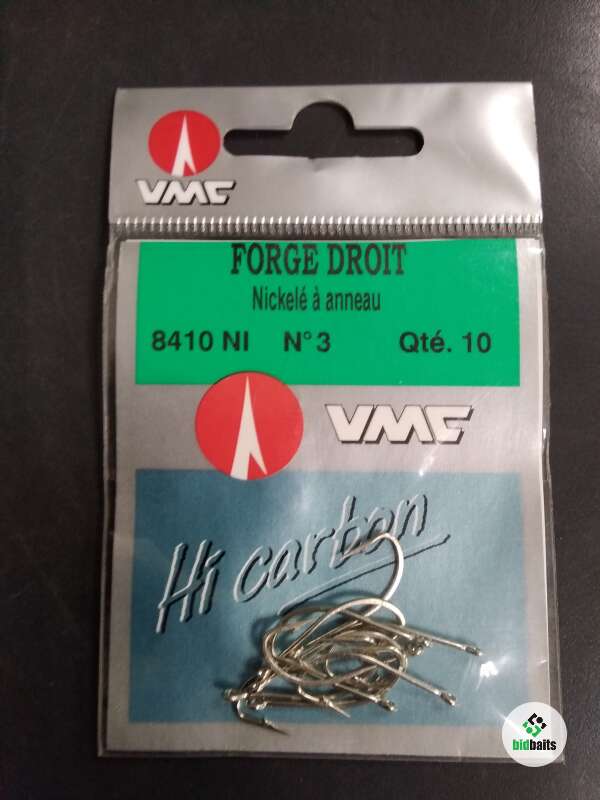 VMC
FORGE DROIT
Nickelé à anneau
8410 NI N° 3 Qté. 10
VMC
Hi carbon
bidbaits